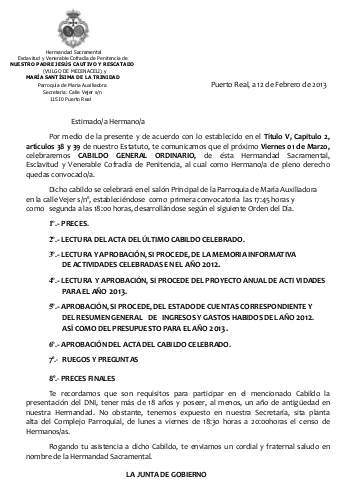 Hermandad Sacramental
Esclavitud y Venerable Cofradía de Penitencia de
NUESTRO PADRE JESÚS CAUTIVO Y RESCATADO
(VULGO DE MEDINACELI) y
MARÍA SANTÍSIMA DE LA TRINIDAD
Parroquia de María Auxiliadora
Secretaría: Calle Vejer s/n
11510 Puerto Real
Puerto Real, a 12 de Febrero de 2013
Estimado/a Hermano/a
Por medio de la presente y de acuerdo con lo establecido en el Titulo V, Capitulo 2,
artículos 38 y 39 de nuestro Estatuto, te comunicamos que el próximo Viernes 01 de Marzo,
celebraremos CABILDO GENERAL ORDINARIO, de ésta Hermandad Sacramental,
Esclavitud y Venerable Cofradía de Penitencia, al cual como Hermano/a de pleno derecho
quedas convocado/a.
Dicho cabildo se celebrará en el salón Principal de la Parroquia de María Auxiliadora
en la calle Vejer s/nº, estableciéndose como primera convocatoria las 17:45 horas y
como segunda a las 18:00 horas, desarrollándose según el siguiente Orden del Día.
1º.- PRECES.
2º.- LECTURA DEL ACTA DEL ÚLTIMO CABILDO CELEBRADO.
3º.- LECTURA Y APROBACIÓN, SI PROCEDE, DE LA MEMORIA INFORMATIVA
DE ACTIVIDADES CELEBRADAS EN EL AÑO 2012.
4º.- LECTURA Y APROBACIÓN, SI PROCEDE DEL PROYECTO ANUAL DE ACTIVIDADES
PARA EL AÑO 2013.
5º.- APROBACIÓN, SI PROCEDE, DEL ESTADO DE CUENTAS CORRESPONDIENTE Y
DEL RESUMEN GENERAL DE INGRESOS Y GASTOS HABIDOS DEL AÑO 2012.
ASÍ COMO DEL PRESUPUESTO PARA EL AÑO 2013.
6º.- APROBACIÓN DEL ACTA DEL CABILDO CELEBRADO.
7º.- RUEGOS Y PREGUNTAS
8º.- PRECES FINALES
Te recordamos que son requisitos para participar en el mencionado Cabildo la
presentación del DNI, tener más de 18 años y poseer, al menos, un año de antigüedad en
nuestra Hermandad. No obstante, tenemos expuesto en nuestra Secretaría, sita planta
alta del Complejo Parroquial, de lunes a viernes de 18:30 horas a 20:00horas el censo de
Hermanos/as.
Rogando tu asistencia a dicho Cabildo, te enviamos un cordial y fraternal saludo en
nombre de la Hermandad Sacramental.
LA JUNTA DE GOBIERNO